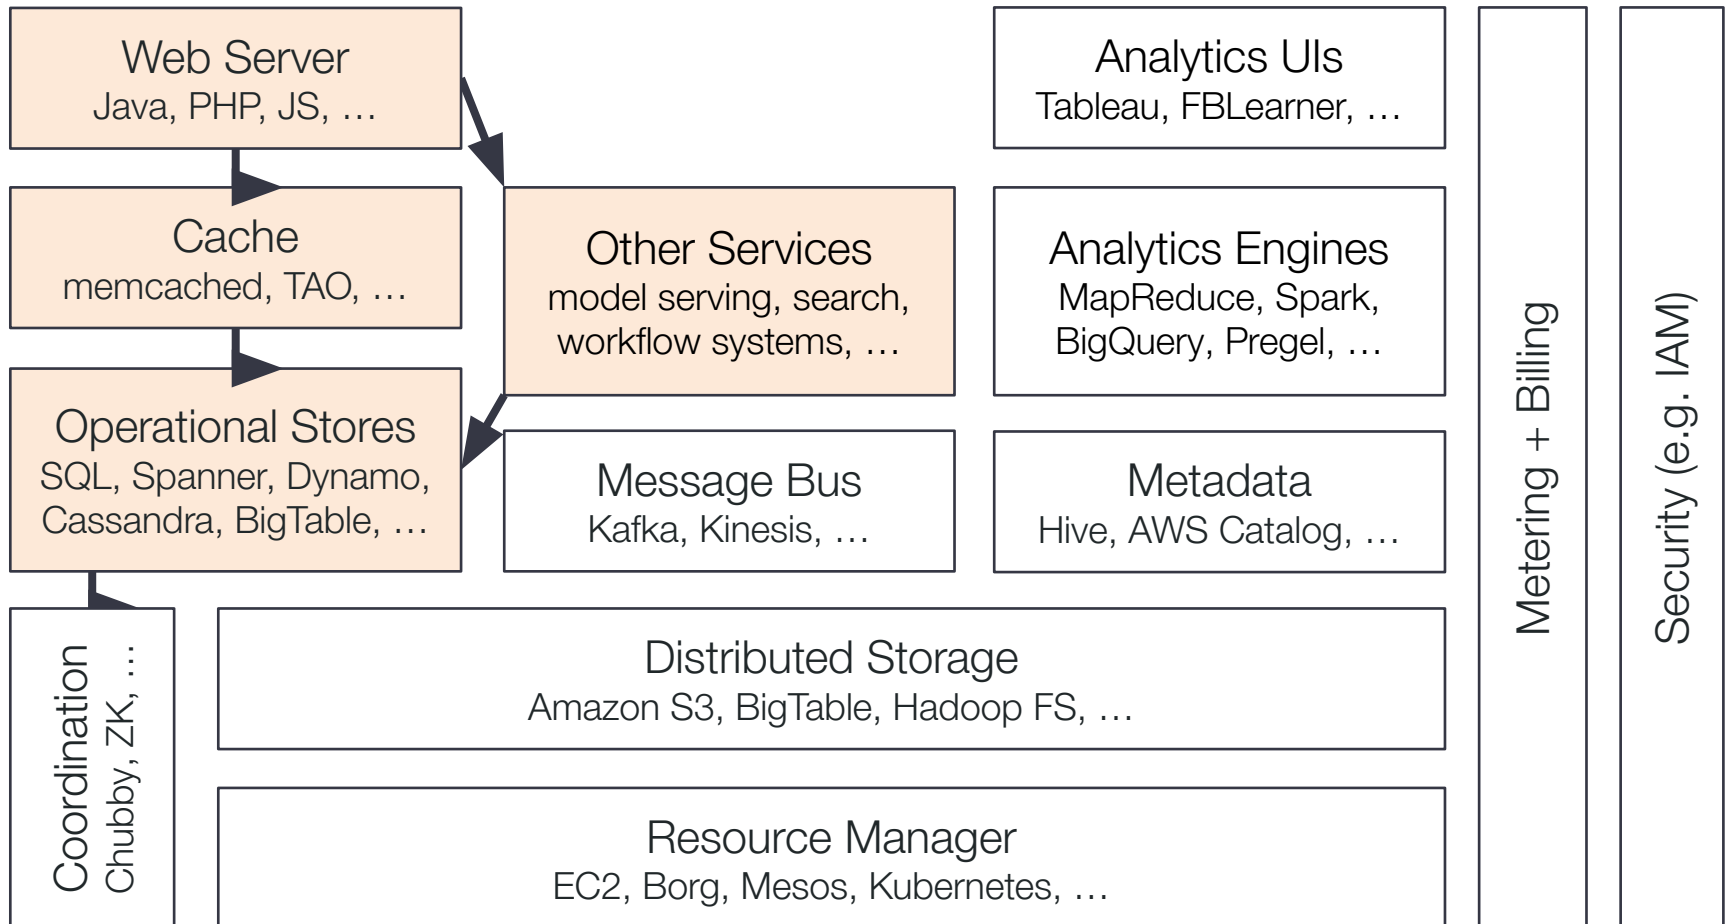 Web Server
Java, PHP, JS, …
Cache
memcached, TAO, …
Operational Stores
SQL, Spanner, Dynamo,
Cassandra, BigTable, …
Other Services
model serving, search,
workflow systems, …
Message Bus
Kafka, Kinesis, …
Analytics UIs
Tableau, FBLearner, …
Analytics Engines
MapReduce, Spark,
BigQuery, Pregel, …
Metadata
Hive, AWS Catalog, …
Coordination
Chubby, ZK, …
Distributed Storage
Amazon S3, BigTable, Hadoop FS, …
Resource Manager
EC2, Borg, Mesos, Kubernetes, …
Metering + Billing
Security (e.g. IAM)